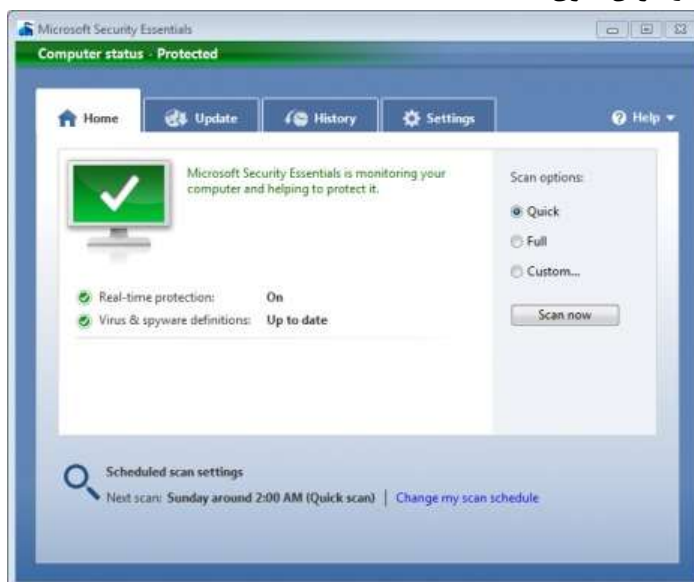 Microsoft Security Essentials
Computer status - Protected
Home
Update
History
Settings
Help
Microsoft Security Essentials is monitoring your
computer and helping to protect it.
Real-time protection: On
Virus & spyware definitions: Up to date
Scan options:
Quick
Full
Custom...
Scan now
Scheduled scan settings
Next scan: Sunday around 2:00 AM (Quick scan) | Change my scan schedule